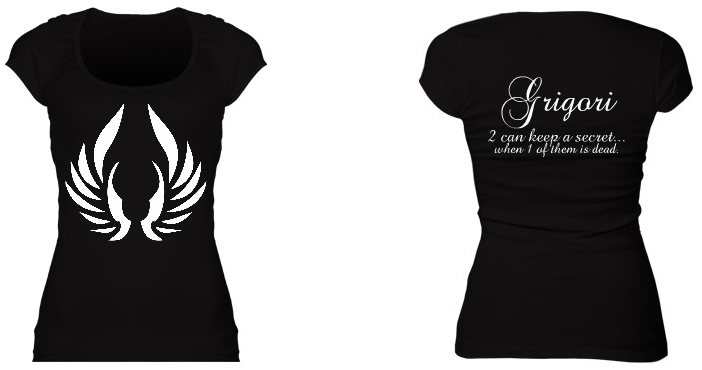 Grigori
2 can keep a secret...
when 1 of them is dead.